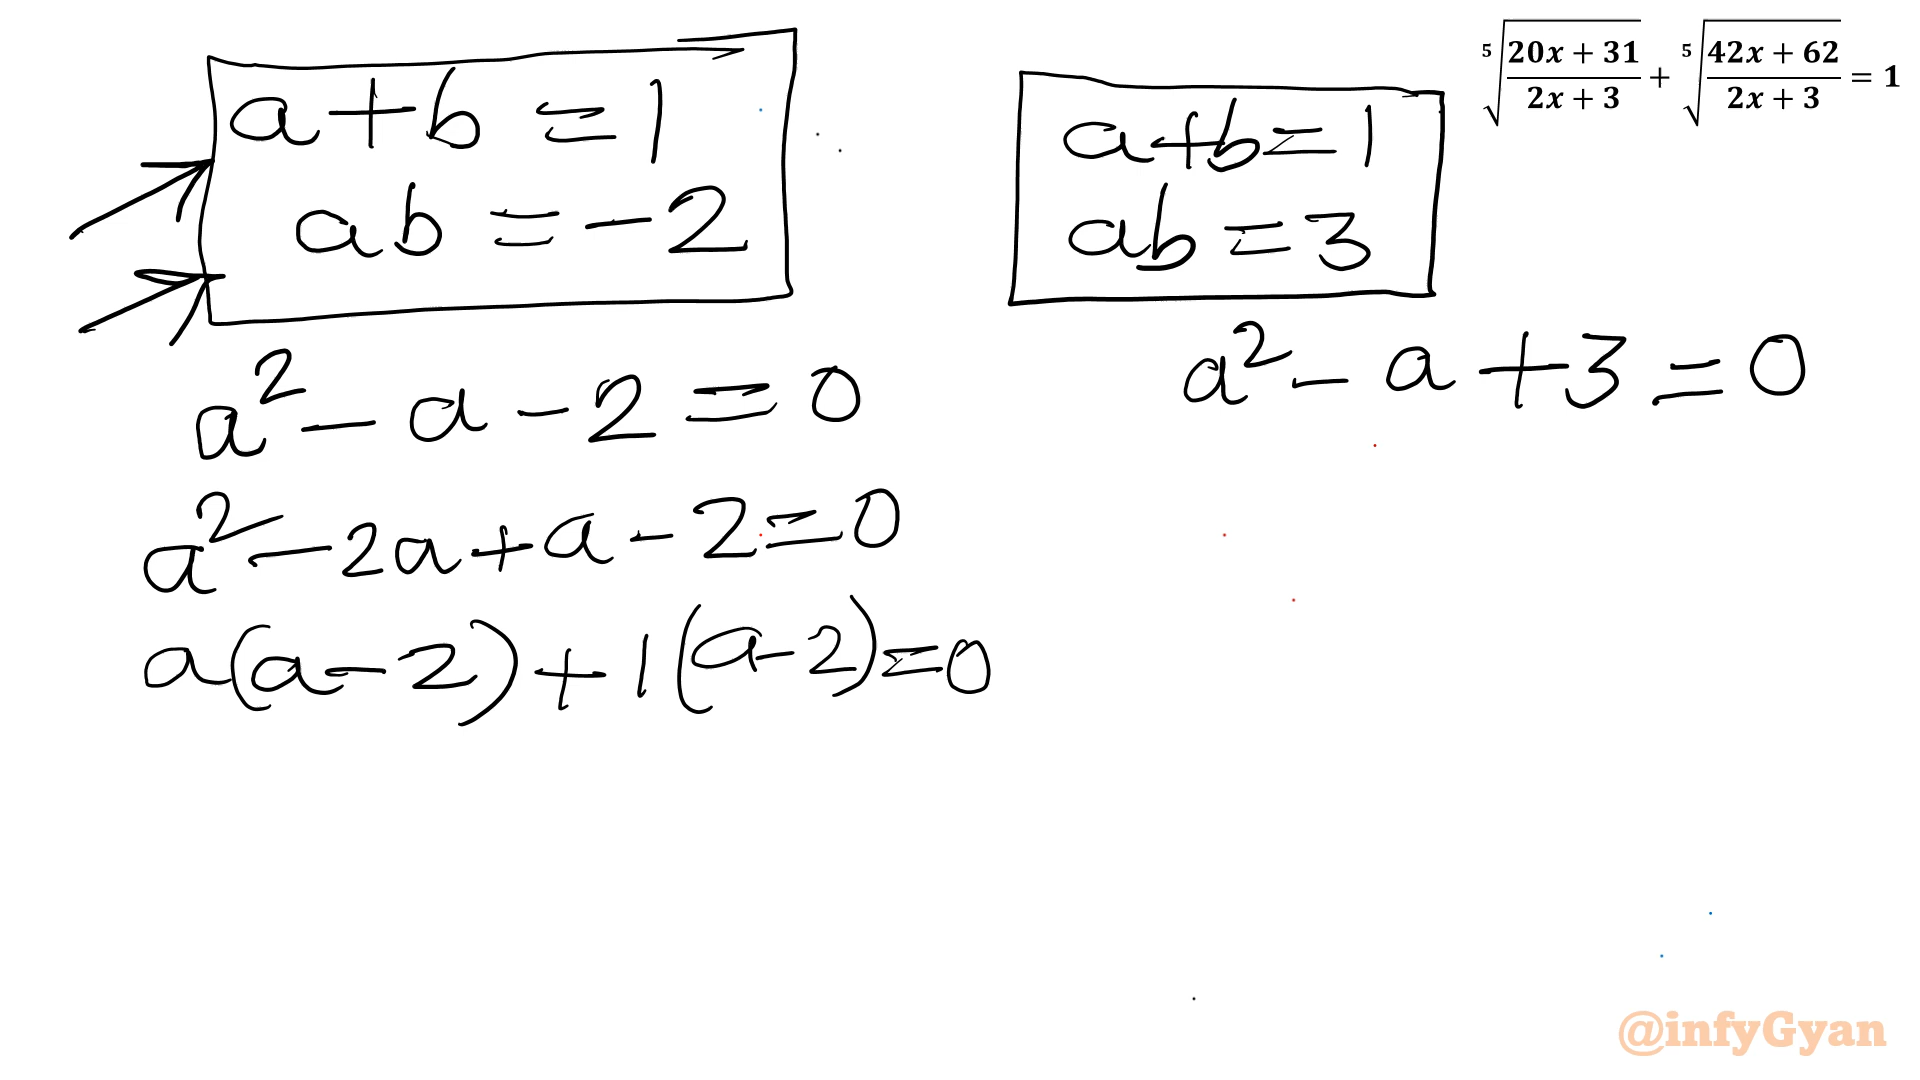 a+b=1
ab=-2
a²-a-2=0
a²-2a+a-2=0
a(a-2)+1(a-2)=0
a+b=1
ab=3
a²-a+3=0
⁵√((20x+31)/(2x+3)) + ⁵√((42x+62)/(2x+3)) = 1
@infyGyan